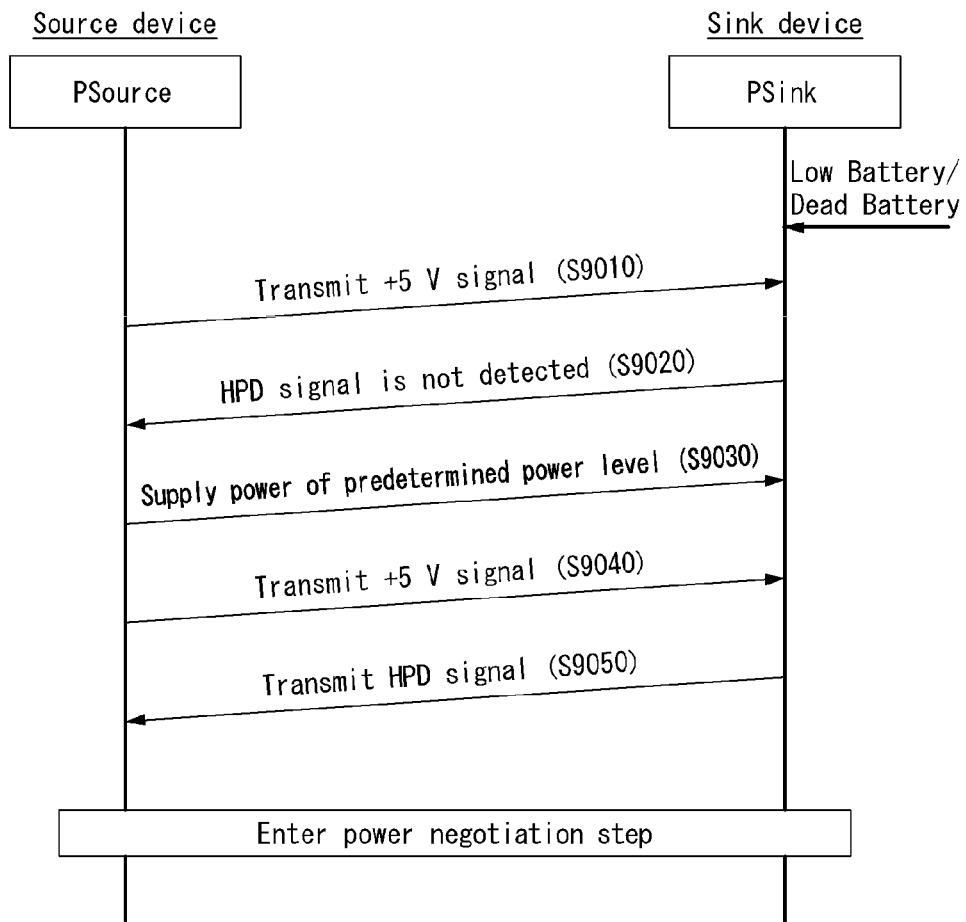 Source device
Sink device
PSource
PSink
Low Battery/
Dead Battery
Transmit +5 V signal (S9010)
HPD signal is not detected (S9020)
Supply power of predetermined power level (S9030)
Transmit +5 V signal (S9040)
Transmit HPD signal (S9050)
Enter power negotiation step